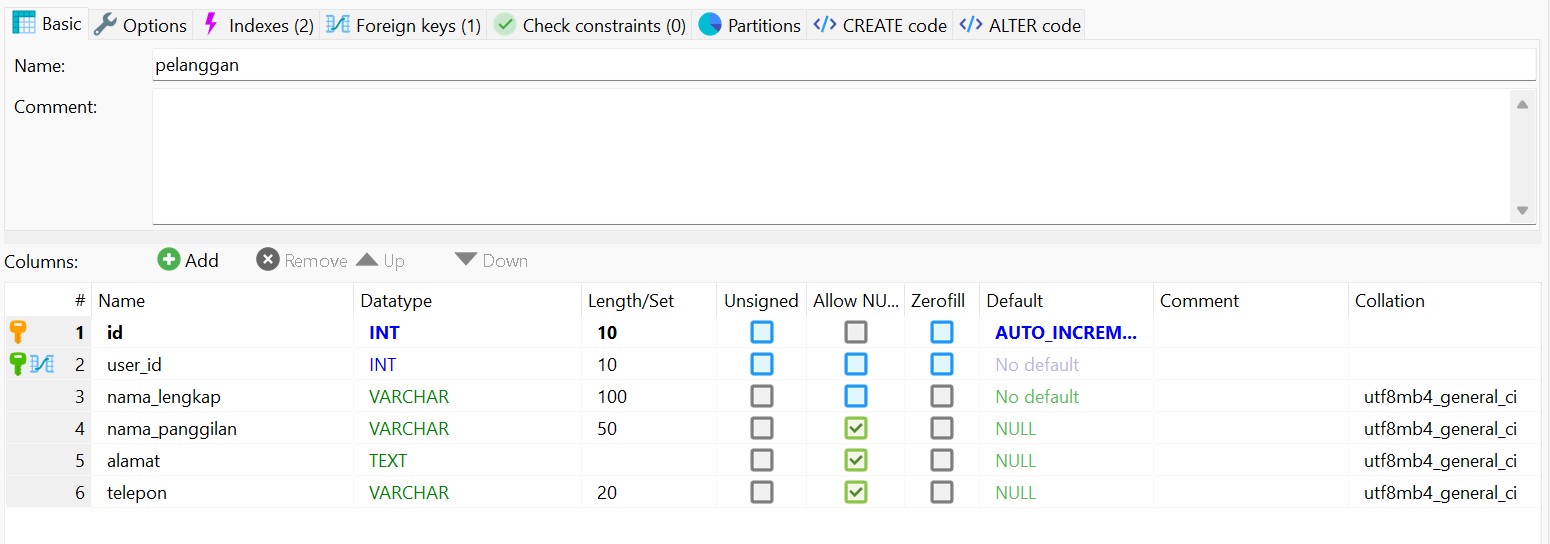 Basic Options Indexes (2) Foreign keys (1) Check constraints (0) Partitions CREATE code ALTER code
Name: pelanggan
Comment:
Columns: Add Remove Up Down
# Name Datatype Length/Set Unsigned Allow NU... Zerofill Default Comment Collation
1 id INT 10 AUTO_INCREM...
2 user_id INT 10 No default
3 nama_lengkap VARCHAR 100 No default utf8mb4_general_ci
4 nama_panggilan VARCHAR 50 NULL utf8mb4_general_ci
5 alamat TEXT NULL utf8mb4_general_ci
6 telepon VARCHAR 20 NULL utf8mb4_general_ci